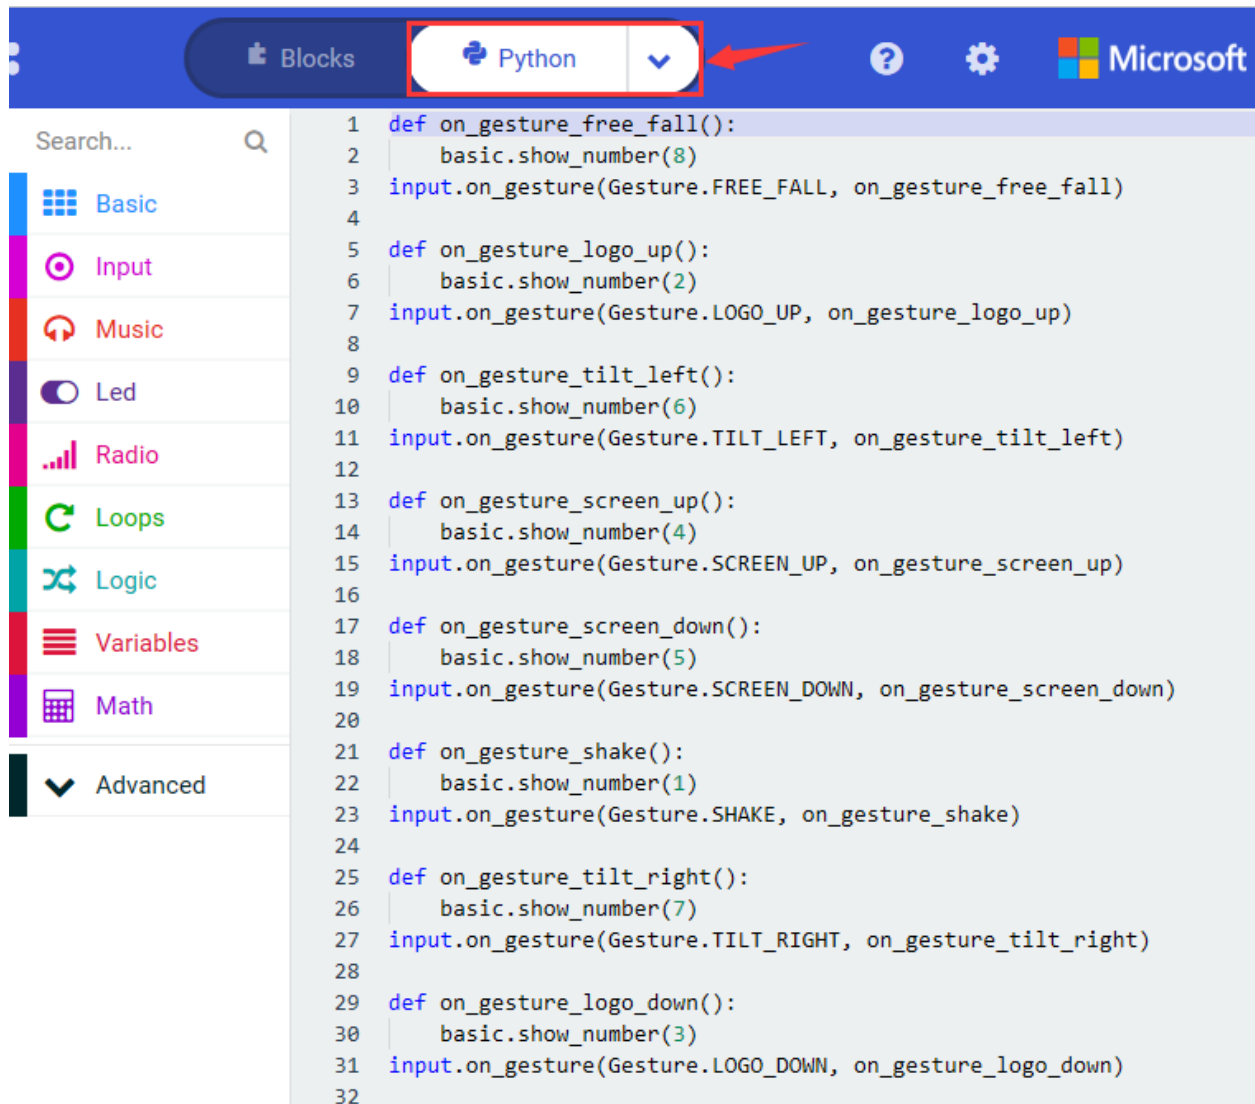 Blocks
Python
Microsoft
Search...
Basic
Input
Music
Led
Radio
Loops
Logic
Variables
Math
Advanced
1 def on_gesture_free_fall():
2     basic.show_number(8)
3 input.on_gesture(Gesture.FREE_FALL, on_gesture_free_fall)
4
5 def on_gesture_logo_up():
6     basic.show_number(2)
7 input.on_gesture(Gesture.LOGO_UP, on_gesture_logo_up)
8
9 def on_gesture_tilt_left():
10     basic.show_number(6)
11 input.on_gesture(Gesture.TILT_LEFT, on_gesture_tilt_left)
12
13 def on_gesture_screen_up():
14     basic.show_number(4)
15 input.on_gesture(Gesture.SCREEN_UP, on_gesture_screen_up)
16
17 def on_gesture_screen_down():
18     basic.show_number(5)
19 input.on_gesture(Gesture.SCREEN_DOWN, on_gesture_screen_down)
20
21 def on_gesture_shake():
22     basic.show_number(1)
23 input.on_gesture(Gesture.SHAKE, on_gesture_shake)
24
25 def on_gesture_tilt_right():
26     basic.show_number(7)
27 input.on_gesture(Gesture.TILT_RIGHT, on_gesture_tilt_right)
28
29 def on_gesture_logo_down():
30     basic.show_number(3)
31 input.on_gesture(Gesture.LOGO_DOWN, on_gesture_logo_down)
32